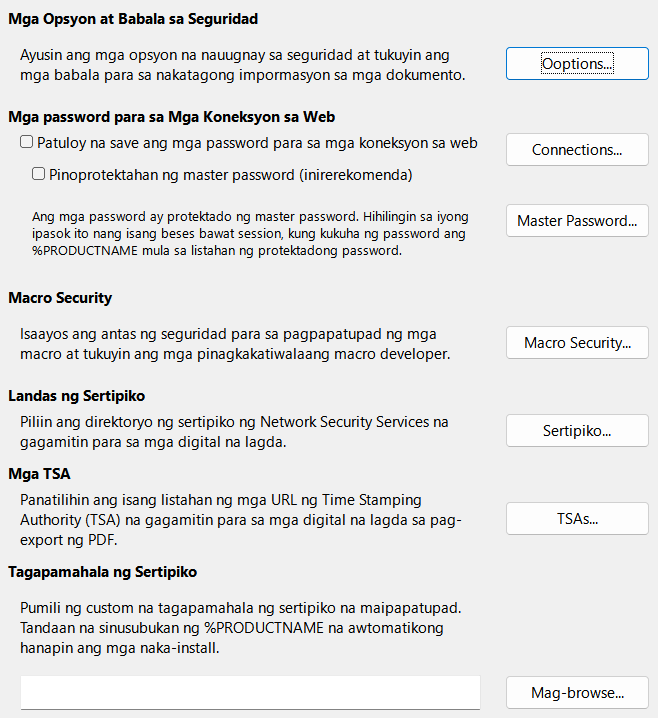 Mga Opsyon at Babala sa Seguridad
Ayusin ang mga opsyon na nauugnay sa seguridad at tukuyin ang
mga babala para sa nakatagong impormasyon sa mga dokumento.
Ooptions...
Mga password para sa Mga Koneksyon sa Web
Patuloy na save ang mga password para sa mga koneksyon sa web
Connections...
Pinoprotektahan ng master password (inirerekomenda)
Ang mga password ay protektado ng master password. Hihilingin sa iyong
ipasok ito nang isang beses bawat session, kung kukuha ng password ang
%PRODUCTNAME mula sa listahan ng protektadong password.
Master Password...
Macro Security
Isaayos ang antas ng seguridad para sa pagpapatupad ng mga
macro at tukuyin ang mga pinagkakatiwalaang macro developer.
Macro Security...
Landas ng Sertipiko
Piliin ang direktoryo ng sertipiko ng Network Security Services na
gagamitin para sa mga digital na lagda.
Sertipiko...
Mga TSA
Panatilihin ang isang listahan ng mga URL ng Time Stamping
Authority (TSA) na gagamitin para sa mga digital na lagda sa pag-
export ng PDF.
TSAs...
Tagapamahala ng Sertipiko
Pumili ng custom na tagapamahala ng sertipiko na maipapatupad.
Tandaan na sinusubukan ng %PRODUCTNAME na awtomatikong
hanapin ang mga naka-install.
Mag-browse...